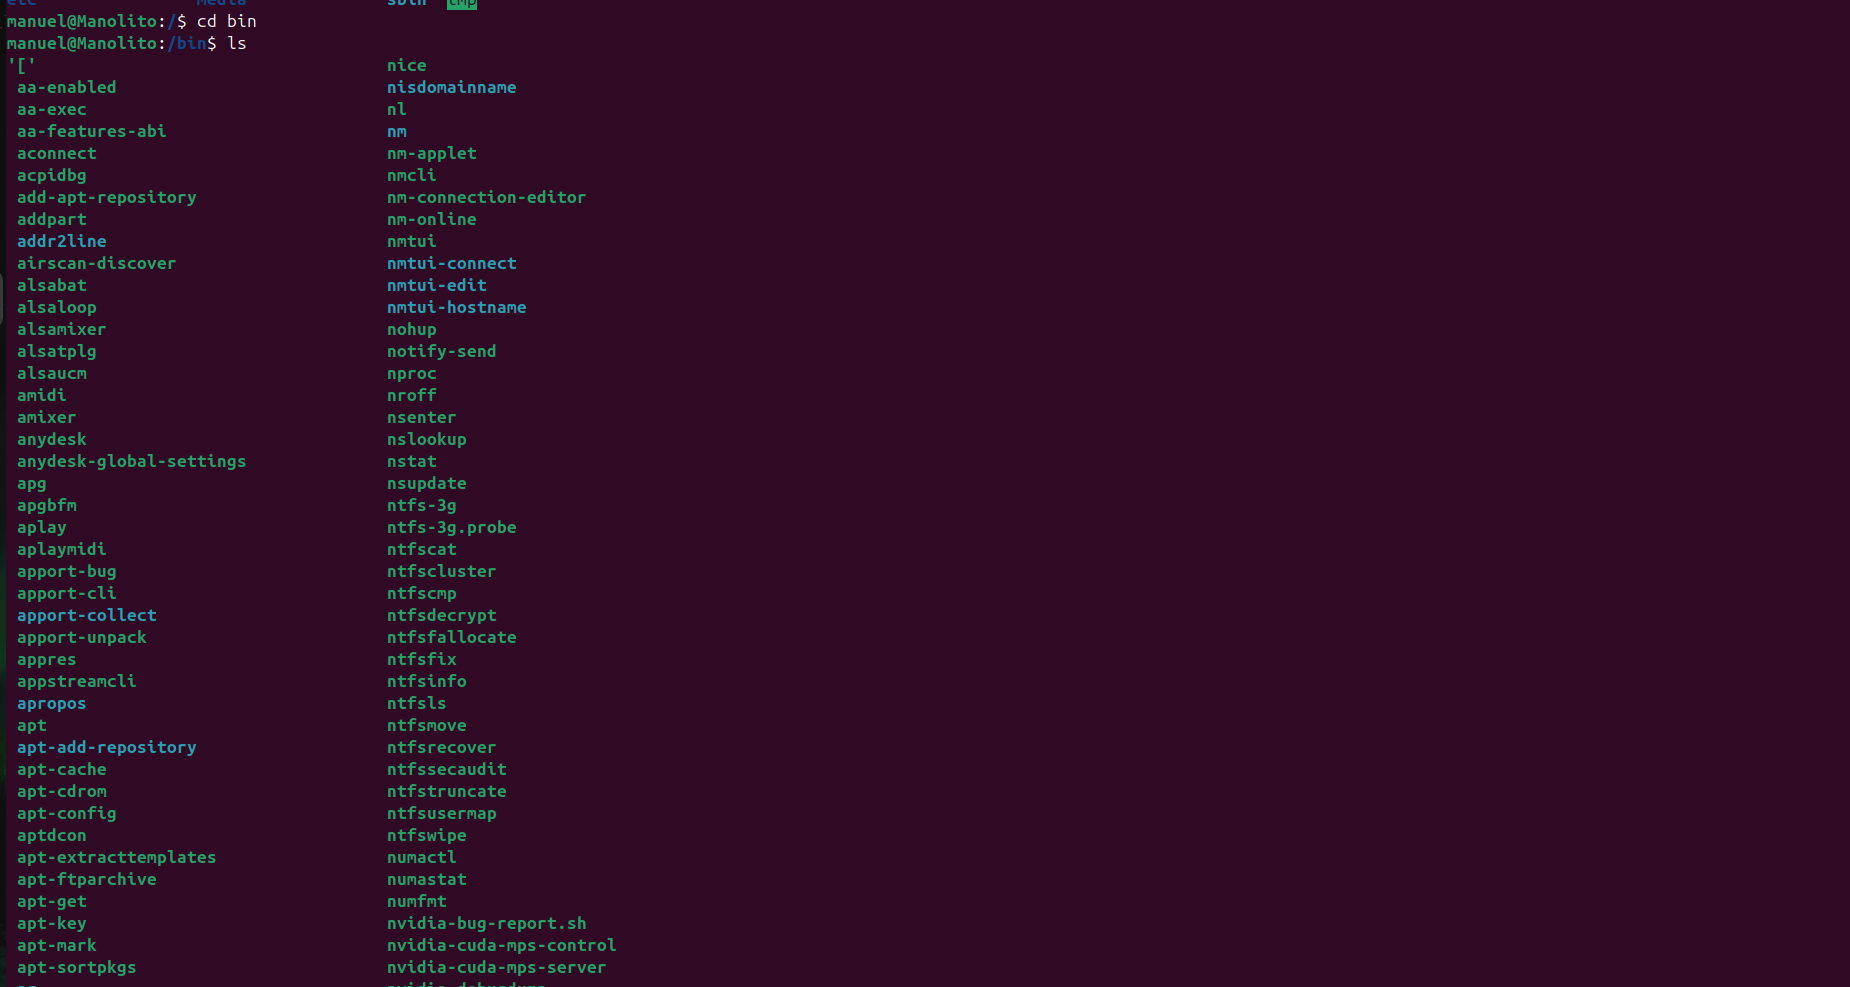 etc Media sbin tmp
manuel@Manolito:/$ cd bin
manuel@Manolito:/bin$ ls
'[' nice
aa-enabled nisdomainname
aa-exec nl
aa-features-abi nm
aconnect nm-applet
acpidbg nmcli
add-apt-repository nm-connection-editor
addpart nm-online
addr2line nmtui
airscan-discover nmtui-connect
alsabat nmtui-edit
alsaloop nmtui-hostname
alsamixer nohup
alsatplg notify-send
alsaucm nproc
amidi nroff
amixer nsenter
anydesk nslookup
anydesk-global-settings nstat
apg nsupdate
apgbfm ntfs-3g
aplay ntfs-3g.probe
aplaymidi ntfscat
apport-bug ntfscluster
apport-cli ntfscmp
apport-collect ntfsdecrypt
apport-unpack ntfsfallocate
appres ntfsfix
appstreamcli ntfsinfo
apropos ntfsls
apt ntfsmove
apt-add-repository ntfsrecover
apt-cache ntfssecaudit
apt-cdrom ntfstruncate
apt-config ntfsusermap
aptdcon ntfswipe
apt-extracttemplates numactl
apt-ftparchive numastat
apt-get numfmt
apt-key nvidia-bug-report.sh
apt-mark nvidia-cuda-mps-control
apt-sortpkgs nvidia-cuda-mps-server